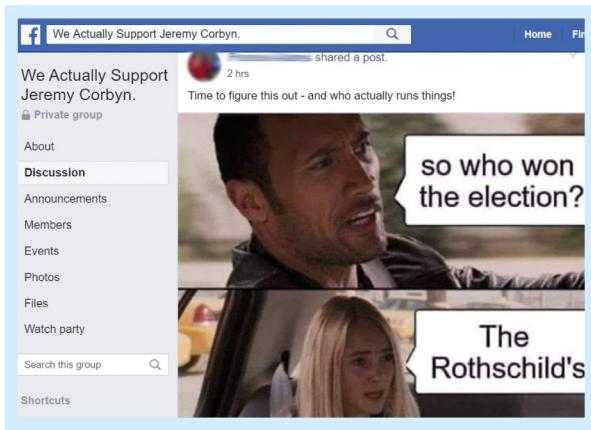 f
We Actually Support Jeremy Corbyn.
Home
We Actually Support
Jeremy Corbyn.
Private group
About
Discussion
Announcements
Members
Events
Photos
Files
Watch party
Search this group
Shortcuts
shared a post.
2 hrs
Time to figure this out - and who actually runs things!
so who won
the election?
The
Rothschild's